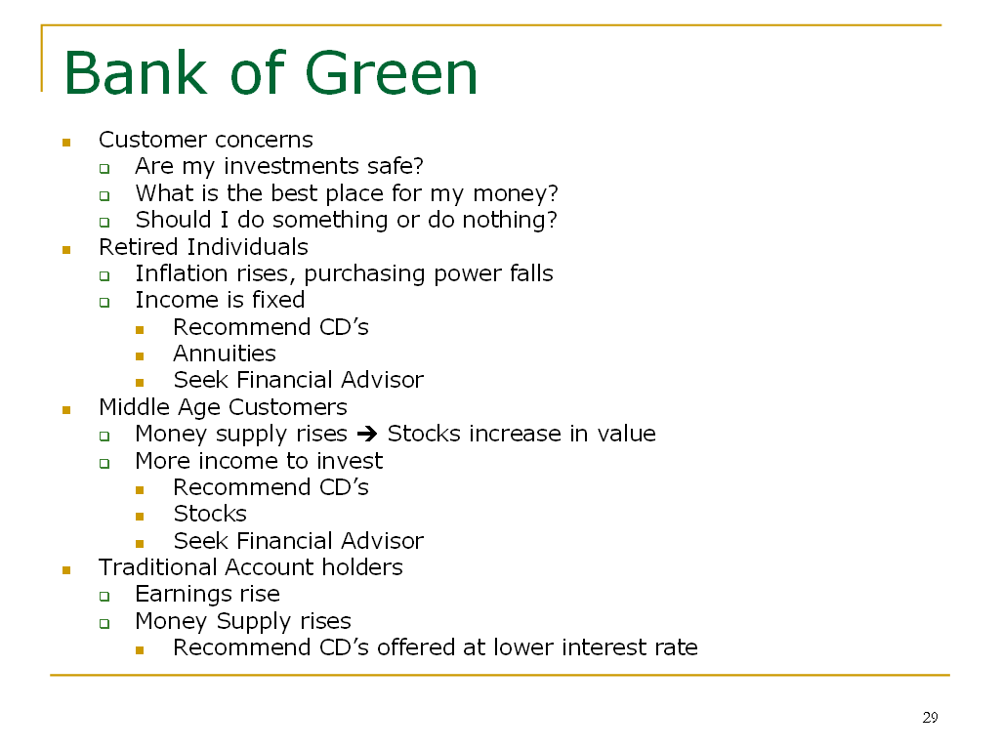 Bank of Green
Customer concerns
Are my investments safe?
What is the best place for my money?
Should I do something or do nothing?
Retired Individuals
Inflation rises, purchasing power falls
Income is fixed
Recommend CD’s
Annuities
Seek Financial Advisor
Middle Age Customers
Money supply rises ➔ Stocks increase in value
More income to invest
Recommend CD’s
Stocks
Seek Financial Advisor
Traditional Account holders
Earnings rise
Money Supply rises
Recommend CD’s offered at lower interest rate
29